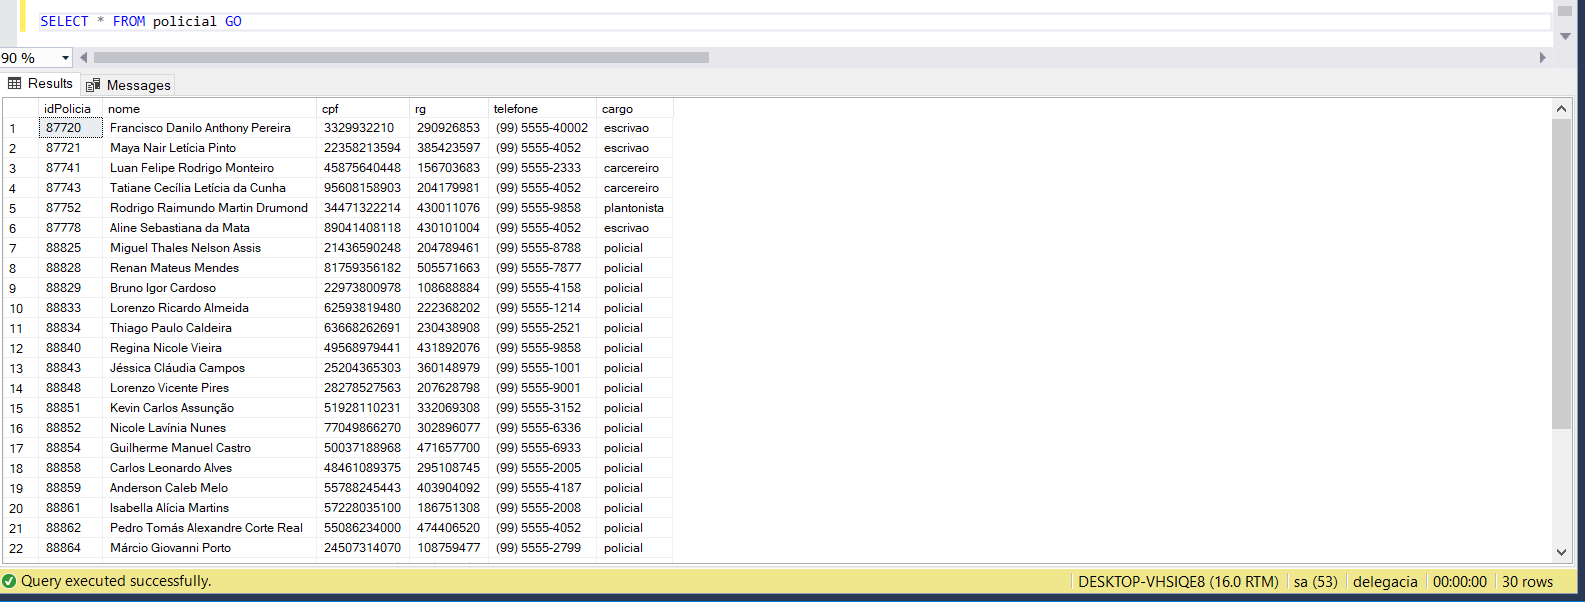 SELECT * FROM policial GO
90 %
Results Messages
idPolicia nome cpf rg telefone cargo
1 87720 Francisco Danilo Anthony Pereira 3329932210 290926853 (99) 5555-40002 escrivao
2 87721 Maya Nair Letícia Pinto 22358213594 385423597 (99) 5555-4052 escrivao
3 87741 Luan Felipe Rodrigo Monteiro 45875640448 156703683 (99) 5555-2333 carcereiro
4 87743 Tatiane Cecília Letícia da Cunha 95608158903 204179981 (99) 5555-4052 carcereiro
5 87752 Rodrigo Raimundo Martin Drumond 34471322214 430011076 (99) 5555-9858 plantonista
6 87778 Aline Sebastiana da Mata 89041408118 430101004 (99) 5555-4052 escrivao
7 88825 Miguel Thales Nelson Assis 21436590248 204789461 (99) 5555-8788 policial
8 88828 Renan Mateus Mendes 81759356182 505571663 (99) 5555-7877 policial
9 88829 Bruno Igor Cardoso 22973800978 108688884 (99) 5555-4158 policial
10 88833 Lorenzo Ricardo Almeida 62593819480 222368202 (99) 5555-1214 policial
11 88834 Thiago Paulo Caldeira 63668262691 230438908 (99) 5555-2521 policial
12 88840 Regina Nicole Vieira 49568979441 431892076 (99) 5555-9858 policial
13 88843 Jéssica Cláudia Campos 25204365303 360148979 (99) 5555-1001 policial
14 88848 Lorenzo Vicente Pires 28278527563 207628798 (99) 5555-9001 policial
15 88851 Kevin Carlos Assunção 51928110231 332069308 (99) 5555-3152 policial
16 88852 Nicole Lavínia Nunes 77049866270 302896077 (99) 5555-6336 policial
17 88854 Guilherme Manuel Castro 50037188968 471657700 (99) 5555-6933 policial
18 88858 Carlos Leonardo Alves 48461089375 295108745 (99) 5555-2005 policial
19 88859 Anderson Caleb Melo 55788245443 403904092 (99) 5555-4187 policial
20 88861 Isabella Alícia Martins 57228035100 186751308 (99) 5555-2008 policial
21 88862 Pedro Tomás Alexandre Corte Real 55086234000 474406520 (99) 5555-4052 policial
22 88864 Márcio Giovanni Porto 24507314070 108759477 (99) 5555-2799 policial
Query executed successfully. DESKTOP-VHSIQE8 (16.0 RTM) sa (53) delegacia 00:00:00 30 rows